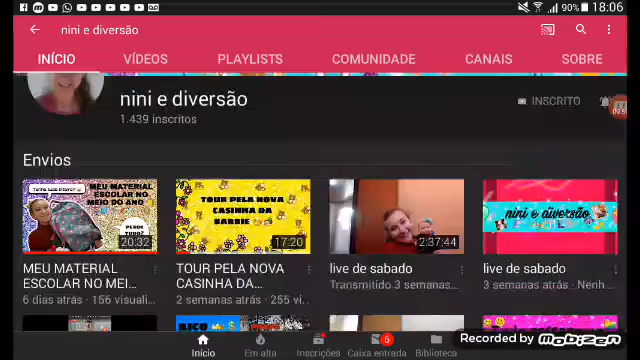 90% 18:06
nini e diversão
INÍCIO VÍDEOS PLAYLISTS COMUNIDADE CANAIS SOBRE
nini e diversão
INSCRITO
1.439 inscritos
Envios
MEU MATERIAL
ESCOLAR NO
MEIO DO ANO
PERDI
TUDO?
20:32
TOUR PELA NOVA
CASINHA DA
BARBIE
17:20
2:37:44
nini e diversão
MEU MATERIAL
ESCOLAR NO MEI...
6 dias atrás · 156 visuali...
TOUR PELA NOVA
CASINHA DA...
2 semanas atrás · 255 vi...
live de sabado
Transmitido 3 semanas...
live de sabado
3 semanas atrás · Nenh...
6
Início Em alta Inscrições Caixa entrada Biblioteca
Recorded by Mobizen